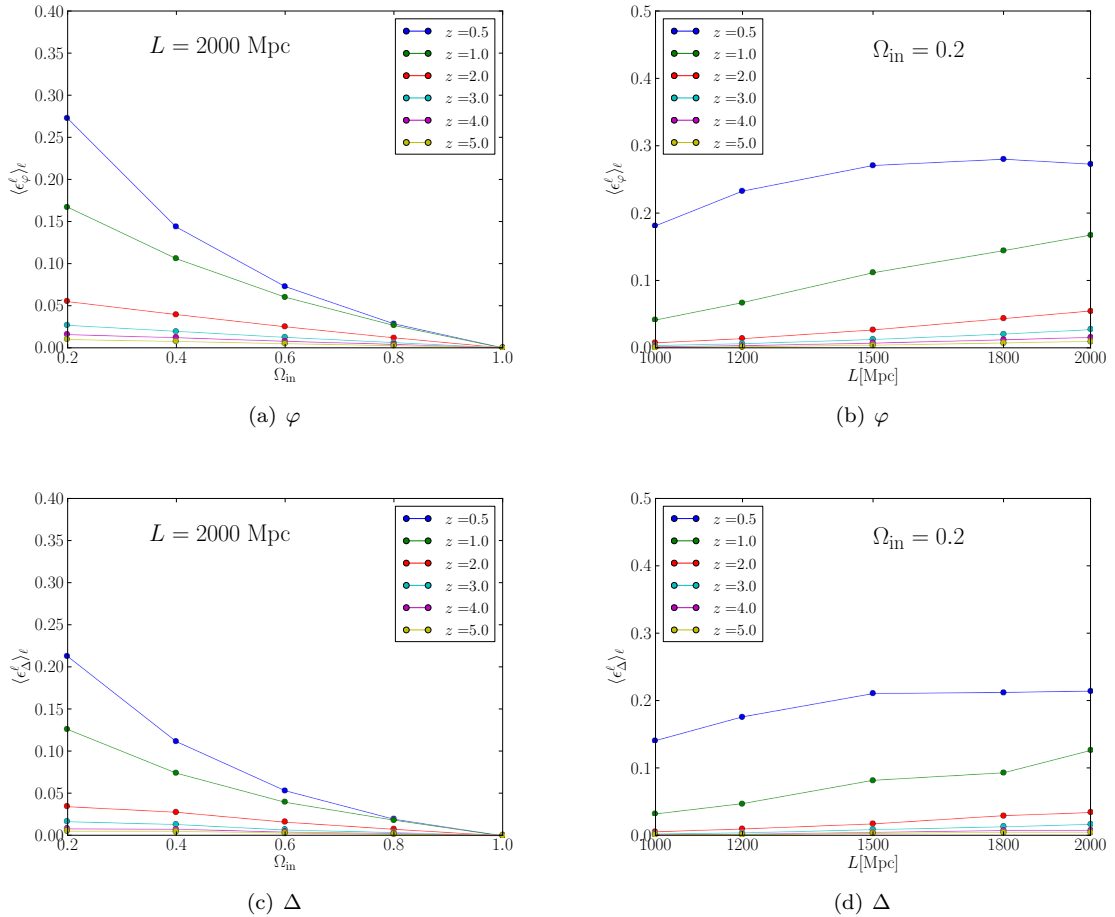 0.40
0.35
0.30
0.25
0.20
0.15
0.10
0.05
0.00
⟨ϵ^ℓ_φ⟩_ℓ
L = 2000 Mpc
z =0.5
z =1.0
z =2.0
z =3.0
z =4.0
z =5.0
0.2 0.4 0.6 0.8 1.0
Ω_in
(a) φ
0.5
0.4
0.3
0.2
0.1
0.0
⟨ϵ^ℓ_φ⟩_ℓ
z =0.5
z =1.0
z =2.0
z =3.0
z =4.0
z =5.0
Ω_in = 0.2
1000 1200 1500 1800 2000
L[Mpc]
(b) φ
0.40
0.35
0.30
0.25
0.20
0.15
0.10
0.05
0.00
⟨ϵ^ℓ_Δ⟩_ℓ
L = 2000 Mpc
z =0.5
z =1.0
z =2.0
z =3.0
z =4.0
z =5.0
0.2 0.4 0.6 0.8 1.0
Ω_in
(c) Δ
0.5
0.4
0.3
0.2
0.1
0.0
⟨ϵ^ℓ_Δ⟩_ℓ
z =0.5
z =1.0
z =2.0
z =3.0
z =4.0
z =5.0
Ω_in = 0.2
1000 1200 1500 1800 2000
L[Mpc]
(d) Δ